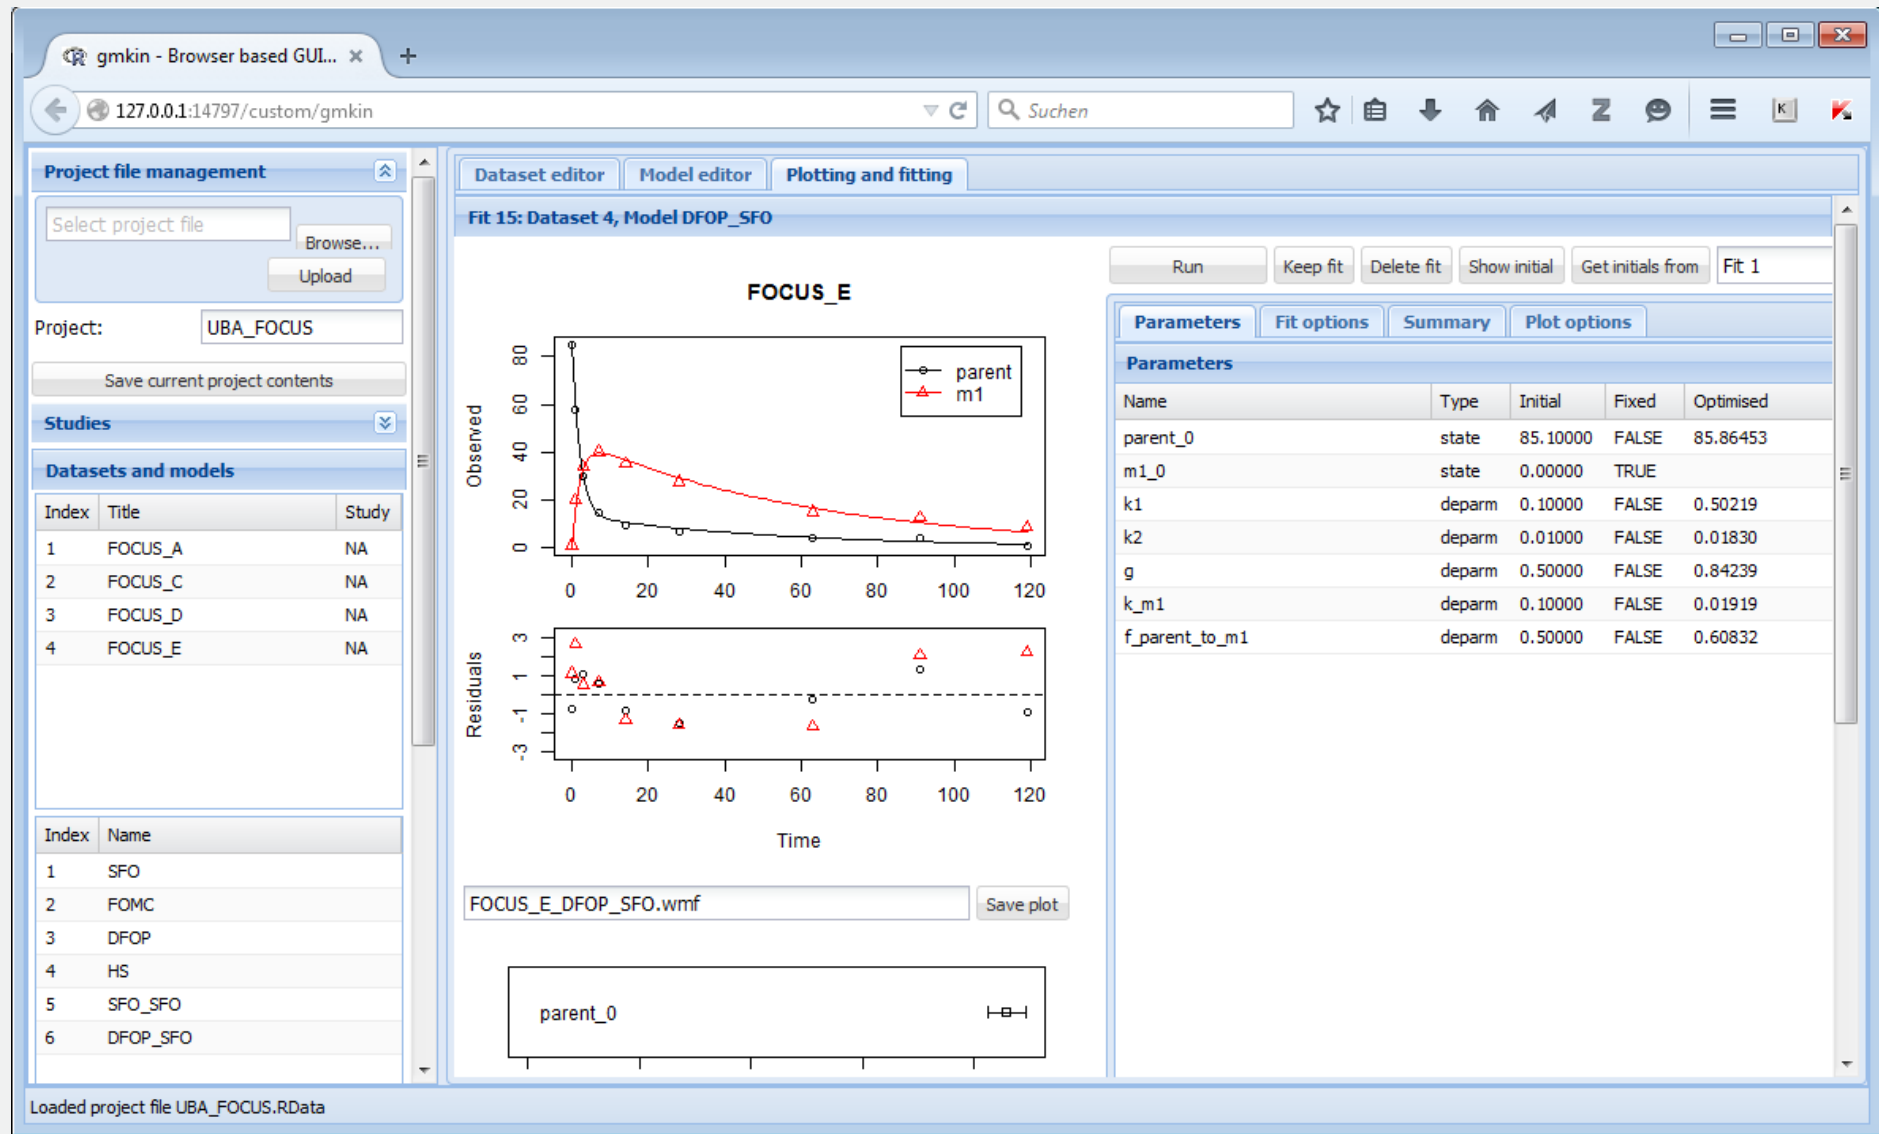 gmkin - Browser based GUI...
127.0.0.1:14797/custom/gmkin
Suchen
Project file management
Select project file
Browse...
Upload
Project: UBA_FOCUS
Save current project contents
Studies
Datasets and models
Index Title Study
1 FOCUS_A NA
2 FOCUS_C NA
3 FOCUS_D NA
4 FOCUS_E NA
Index Name
1 SFO
2 FOMC
3 DFOP
4 HS
5 SFO_SFO
6 DFOP_SFO
Dataset editor Model editor Plotting and fitting
Fit 15: Dataset 4, Model DFOP_SFO
FOCUS_E
Observed
80
60
40
20
0
parent
m1
0 20 40 60 80 100 120
Residuals
3
1
-1
-3
0 20 40 60 80 100 120
Time
FOCUS_E_DFOP_SFO.wmf Save plot
parent_0
Run Keep fit Delete fit Show initial Get initials from Fit 1
Parameters Fit options Summary Plot options
Parameters
Name Type Initial Fixed Optimised
parent_0 state 85.10000 FALSE 85.86453
m1_0 state 0.00000 TRUE
k1 deparm 0.10000 FALSE 0.50219
k2 deparm 0.01000 FALSE 0.01830
g deparm 0.50000 FALSE 0.84239
k_m1 deparm 0.10000 FALSE 0.01919
f_parent_to_m1 deparm 0.50000 FALSE 0.60832
Loaded project file UBA_FOCUS.RData